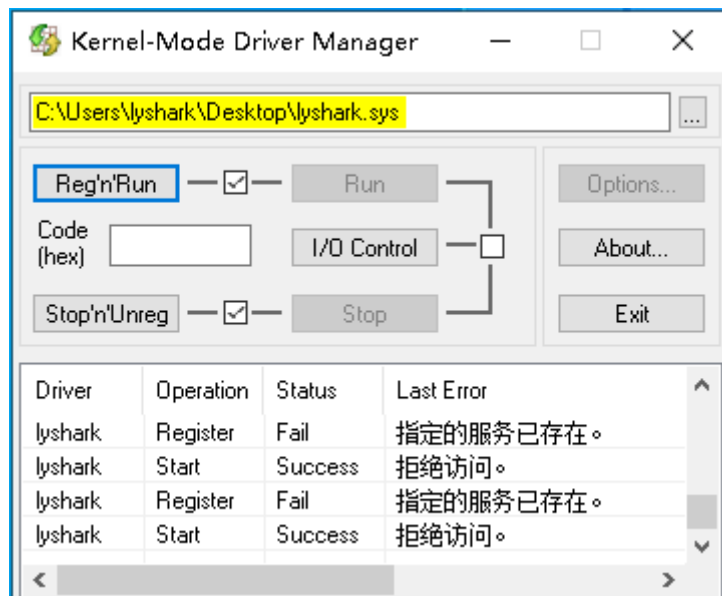 Kernel-Mode Driver Manager
C:\Users\lyshark\Desktop\lyshark.sys
...
Reg'n'Run
Run
Options...
Code
(hex)
I/O Control
About...
Stop'n'Unreg
Stop
Exit
Driver Operation Status Last Error
lyshark Register Fail 指定的服务已存在。
lyshark Start Success 拒绝访问。
lyshark Register Fail 指定的服务已存在。
lyshark Start Success 拒绝访问。